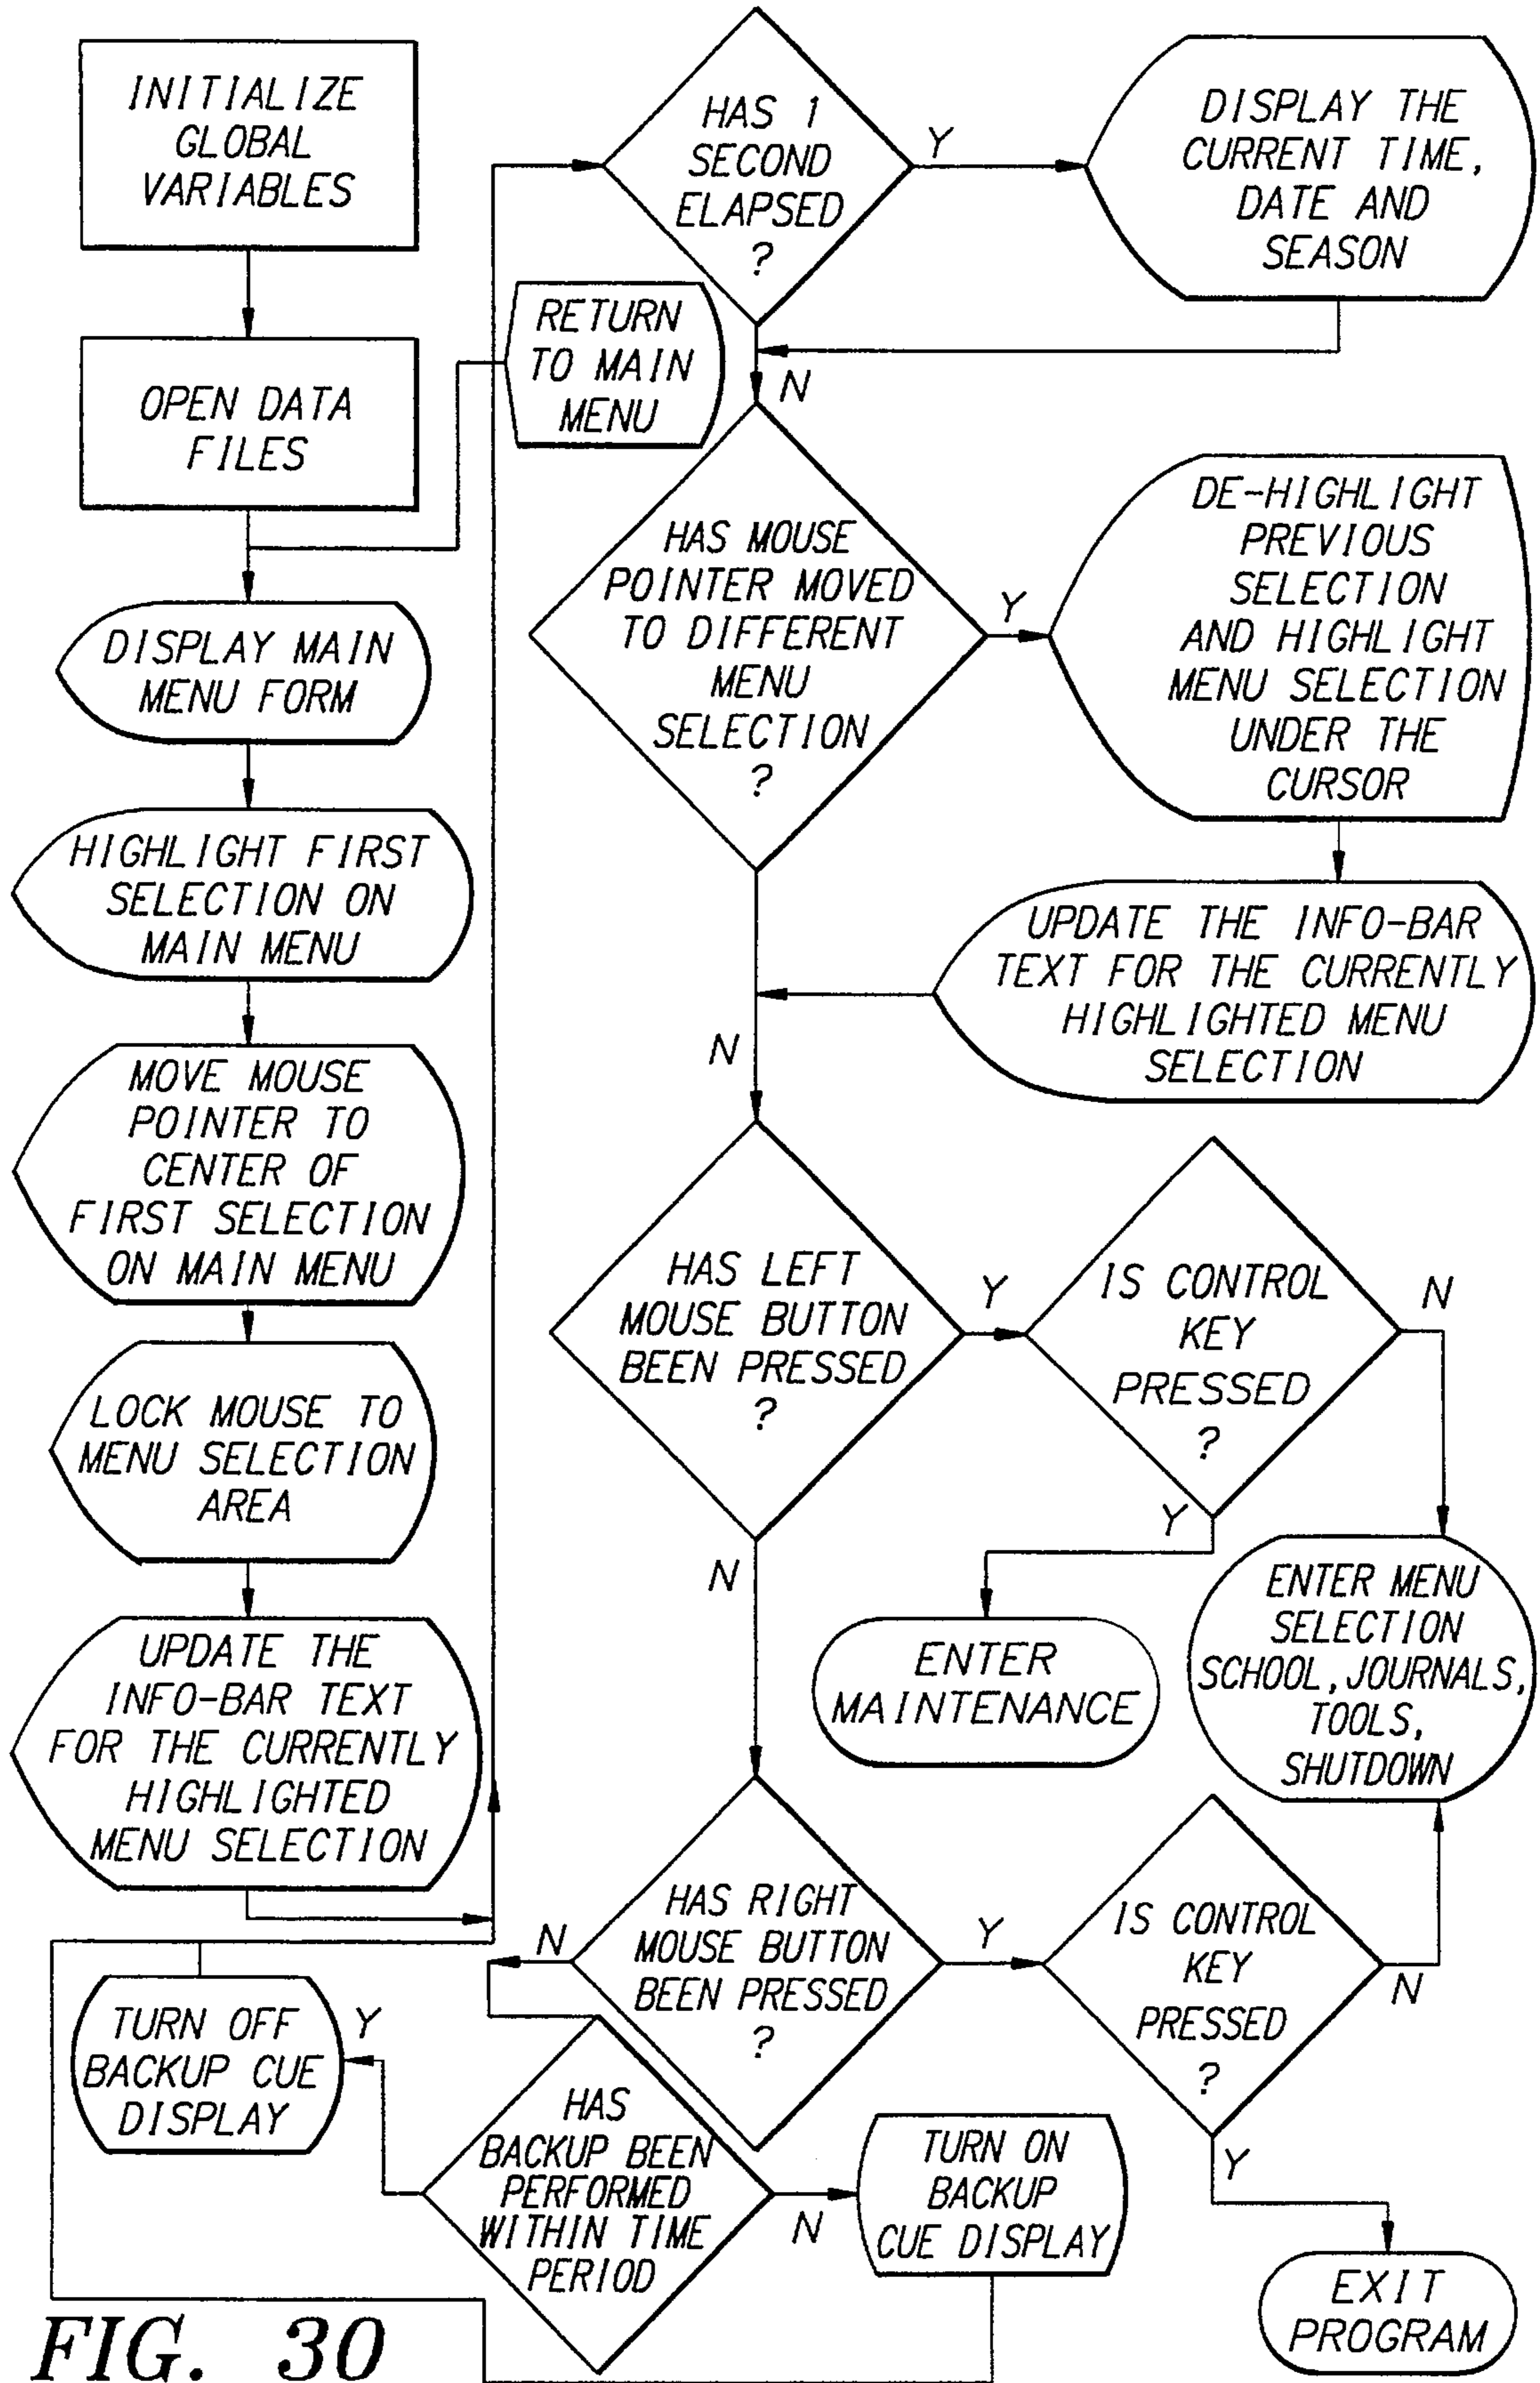 INITIALIZE
GLOBAL
VARIABLES
OPEN DATA
FILES
DISPLAY MAIN
MENU FORM
HIGHLIGHT FIRST
SELECTION ON
MAIN MENU
MOVE MOUSE
POINTER TO
CENTER OF
FIRST SELECTION
ON MAIN MENU
LOCK MOUSE TO
MENU SELECTION
AREA
UPDATE THE
INFO-BAR TEXT
FOR THE CURRENTLY
HIGHLIGHTED
MENU SELECTION
RETURN
TO MAIN
MENU
HAS 1
SECOND
ELAPSED
?
Y
DISPLAY THE
CURRENT TIME,
DATE AND
SEASON
N
HAS MOUSE
POINTER MOVED
TO DIFFERENT
MENU
SELECTION
?
Y
DE-HIGHLIGHT
PREVIOUS
SELECTION
AND HIGHLIGHT
MENU SELECTION
UNDER THE
CURSOR
UPDATE THE INFO-BAR
TEXT FOR THE CURRENTLY
HIGHLIGHTED MENU
SELECTION
N
HAS LEFT
MOUSE BUTTON
BEEN PRESSED
?
Y
IS CONTROL
KEY
PRESSED
?
N
Y
ENTER
MAINTENANCE
ENTER MENU
SELECTION
SCHOOL, JOURNALS,
TOOLS,
SHUTDOWN
N
HAS RIGHT
MOUSE BUTTON
BEEN PRESSED
?
Y
IS CONTROL
KEY
PRESSED
?
N
Y
EXIT
PROGRAM
N
HAS
BACKUP BEEN
PERFORMED
WITHIN TIME
PERIOD
Y
TURN OFF
BACKUP CUE
DISPLAY
N
TURN ON
BACKUP
CUE DISPLAY
FIG. 30